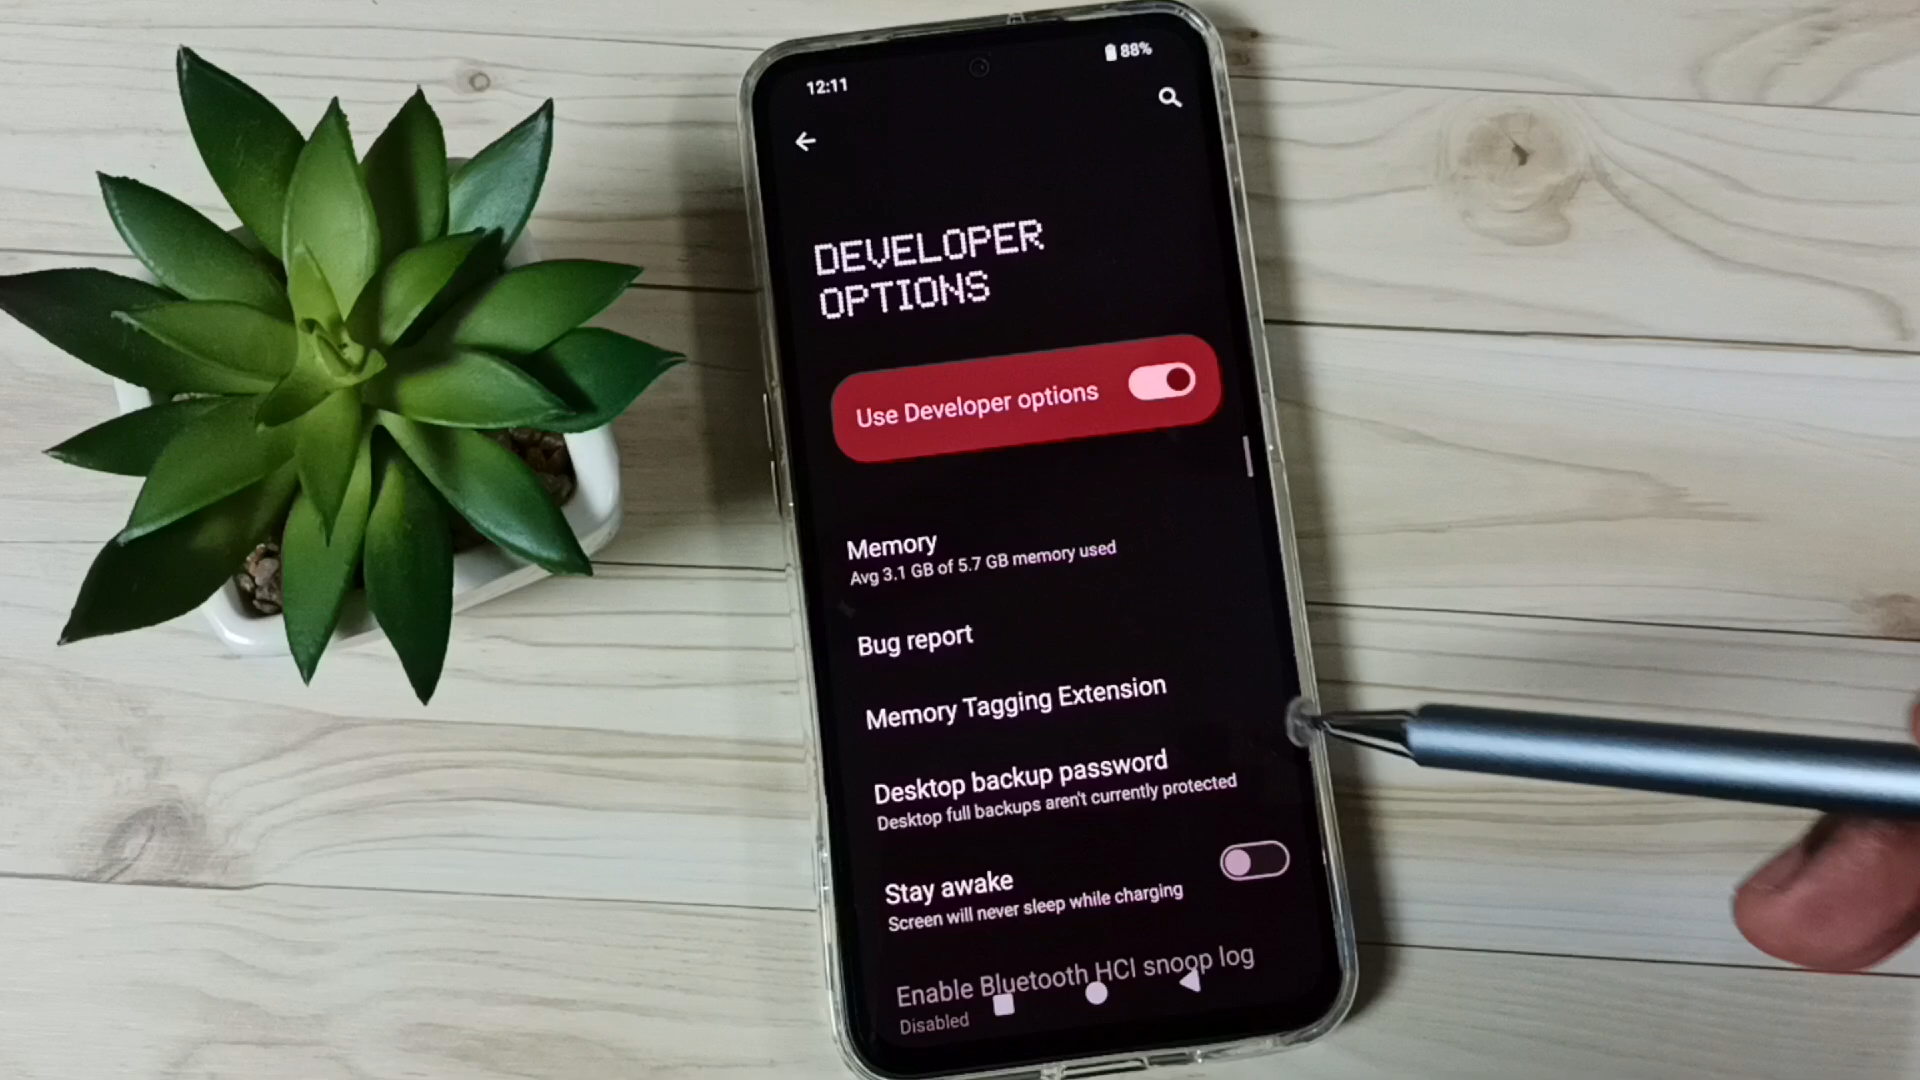 12:11
88%
DEVELOPER
OPTIONS
Use Developer options
Memory
Avg 3.1 GB of 5.7 GB memory used
Bug report
Memory Tagging Extension
Desktop backup password
Desktop full backups aren't currently protected
Stay awake
Screen will never sleep while charging
Enable Bluetooth HCI snoop log
Disabled